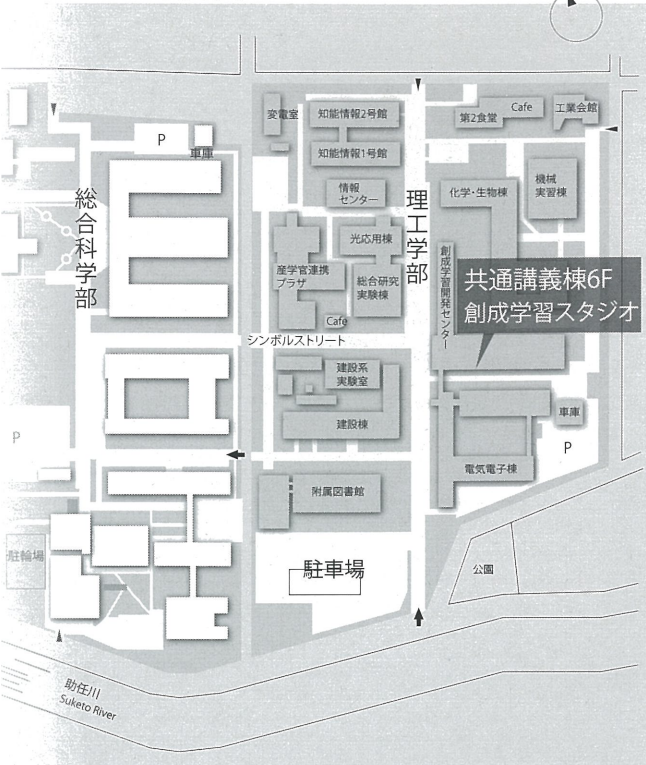 変電室
知能情報2号館
知能情報1号館
情報
センター
第2食堂
Cafe
工業会館
P
車庫
総合科学部
理工学部
化学・生物棟
機械
実習棟
光応用棟
産学官連携
プラザ
総合研究
実験棟
Cafe
創成学習開発センター
共通講義棟6F
創成学習スタジオ
シンボルストリート
建設系
実験室
建設棟
車庫
P
電気電子棟
P
附属図書館
駐車場
公園
駐輪場
助任川
Suketo River